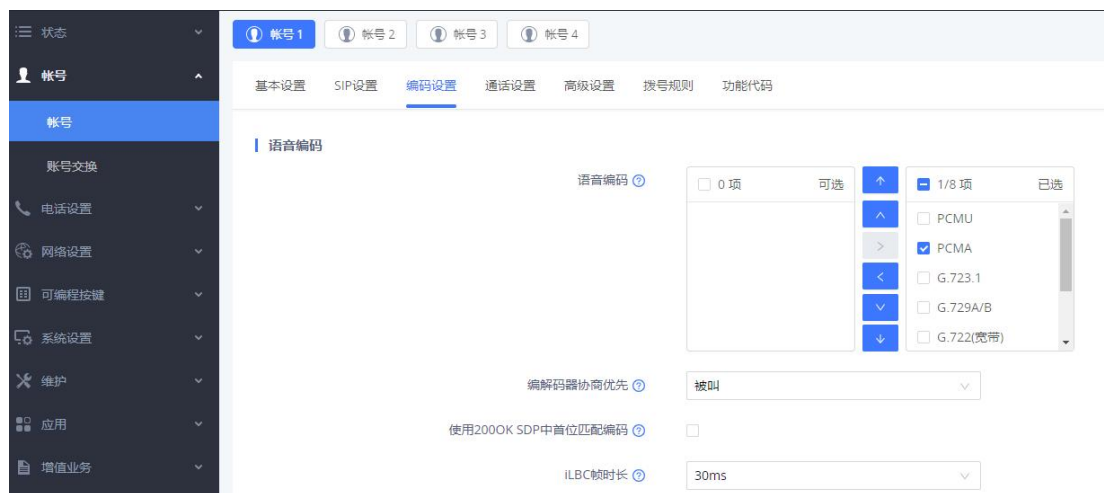 状态
帐号
帐号
账号交换
电话设置
网络设置
可编程按键
系统设置
维护
应用
增值业务
帐号 1 帐号 2 帐号 3 帐号 4
基本设置 SIP设置 编码设置 通话设置 高级设置 拨号规则 功能代码
语音编码
语音编码
0 项 可选
1/8 项 已选
PCMU
PCMA
G.723.1
G.729A/B
G.722(宽带)
编解码器协商优先 被叫
使用200OK SDP中首位匹配编码
iLBC帧时长 30ms